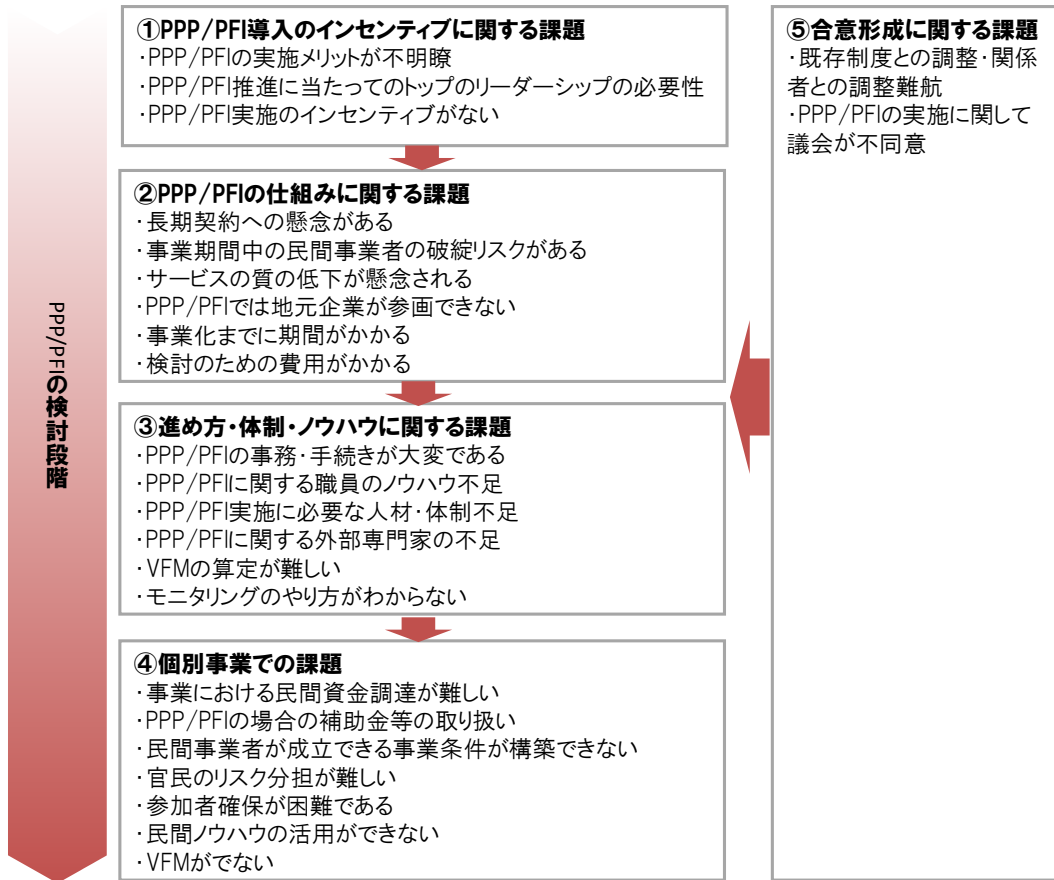 PPP/PFIの検討段階
①PPP/PFI導入のインセンティブに関する課題
・PPP/PFIの実施メリットが不明瞭
・PPP/PFI推進に当たってのトップのリーダーシップの必要性
・PPP/PFI実施のインセンティブがない
②PPP/PFIの仕組みに関する課題
・長期契約への懸念がある
・事業期間中の民間事業者の破綻リスクがある
・サービスの質の低下が懸念される
・PPP/PFIでは地元企業が参画できない
・事業化までに期間がかかる
・検討のための費用がかかる
③進め方・体制・ノウハウに関する課題
・PPP/PFIの事務・手続きが大変である
・PPP/PFIに関する職員のノウハウ不足
・PPP/PFI実施に必要な人材・体制不足
・PPP/PFIに関する外部専門家の不足
・VFMの算定が難しい
・モニタリングのやり方がわからない
④個別事業での課題
・事業における民間資金調達が難しい
・PPP/PFIの場合の補助金等の取り扱い
・民間事業者が成立できる事業条件が構築できない
・官民のリスク分担が難しい
・参加者確保が困難である
・民間ノウハウの活用ができない
・VFMがでない
⑤合意形成に関する課題
・既存制度との調整・関係
者との調整難航
・PPP/PFIの実施に関して
議会が不同意